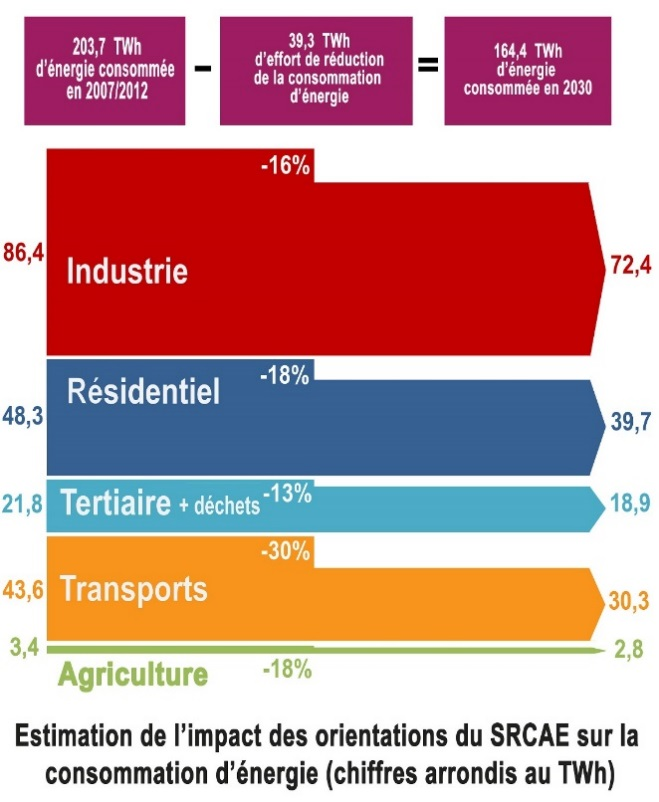 203,7 TWh
d'énergie consommée
en 2007/2012
–
39,3 TWh
d'effort de réduction
de la consommation
d'énergie
=
164,4 TWh
d'énergie
consommée en 2030
-16%
86,4
Industrie
72,4
-18%
Résidentiel
48,3
39,7
21,8
Tertiaire + déchets
-13%
18,9
-30%
43,6
Transports
30,3
3,4
2,8
Agriculture
-18%
Estimation de l'impact des orientations du SRCAE sur la
consommation d'énergie (chiffres arrondis au TWh)